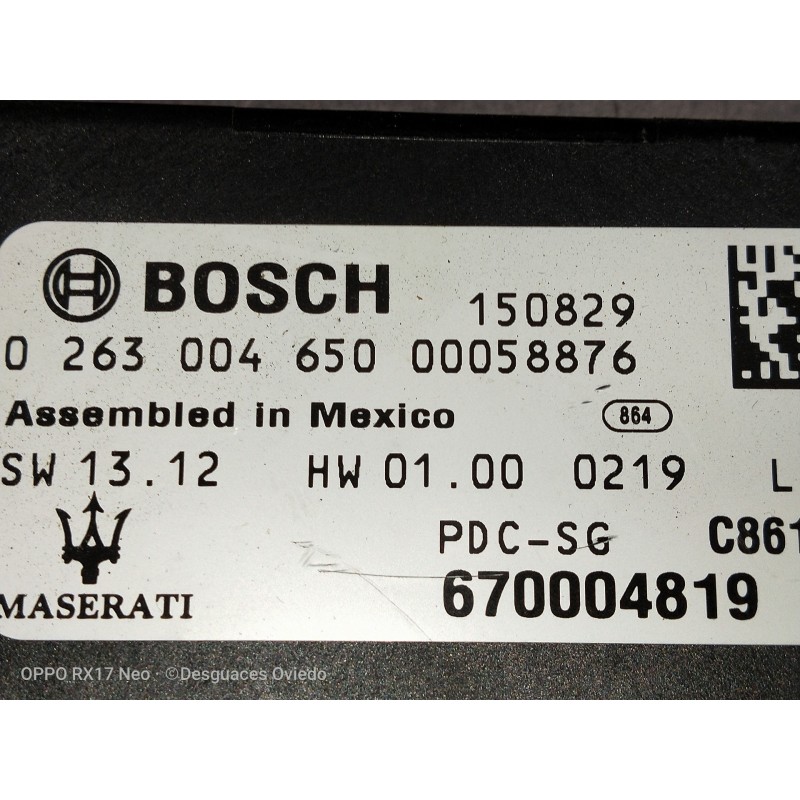 BOSCH 150829
0 263 004 650 00058876
Assembled in Mexico 864
SW 13.12 HW 01.00 0219 L
PDC-SG C861
MASERATI 670004819
OPPO RX17 Neo · ©Desguaces Oviedo